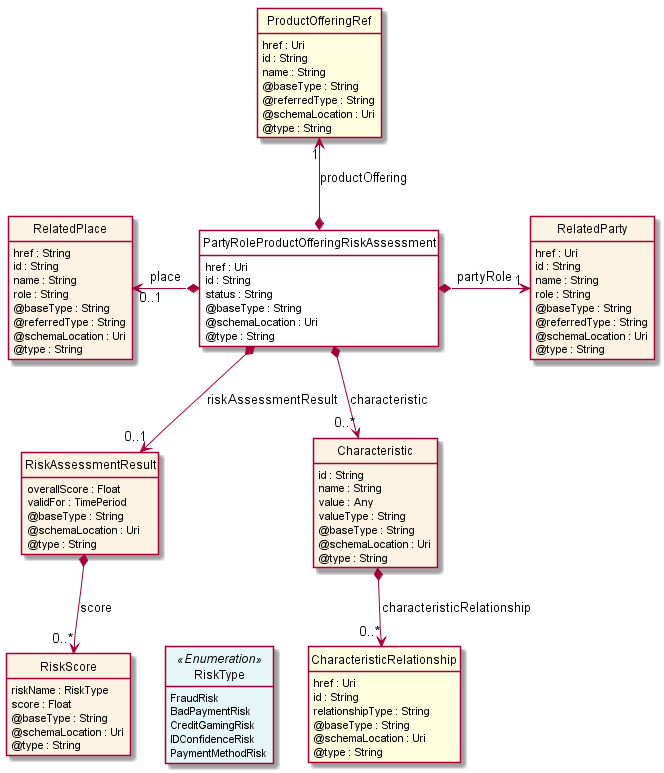 ProductOfferingRef
href : Uri
id : String
name : String
@baseType : String
@referredType : String
@schemaLocation : Uri
@type : String
1
productOffering
RelatedPlace
href : String
id : String
name : String
role : String
@baseType : String
@referredType : String
@schemaLocation : Uri
@type : String
place
0..1
PartyRoleProductOfferingRiskAssessment
href : Uri
id : String
status : String
@baseType : String
@schemaLocation : Uri
@type : String
partyRole
1
RelatedParty
href : Uri
id : String
name : String
role : String
@baseType : String
@referredType : String
@schemaLocation : Uri
@type : String
riskAssessmentResult
0..1
characteristic
0..*
RiskAssessmentResult
overallScore : Float
validFor : TimePeriod
@baseType : String
@schemaLocation : Uri
@type : String
Characteristic
id : String
name : String
value : Any
valueType : String
@baseType : String
@schemaLocation : Uri
@type : String
score
0..*
characteristicRelationship
0..*
RiskScore
riskName : RiskType
score : Float
@baseType : String
@schemaLocation : Uri
@type : String
«Enumeration»
RiskType
FraudRisk
BadPaymentRisk
CreditGamingRisk
IDConfidenceRisk
PaymentMethodRisk
CharacteristicRelationship
href : Uri
id : String
relationshipType : String
@baseType : String
@schemaLocation : Uri
@type : String